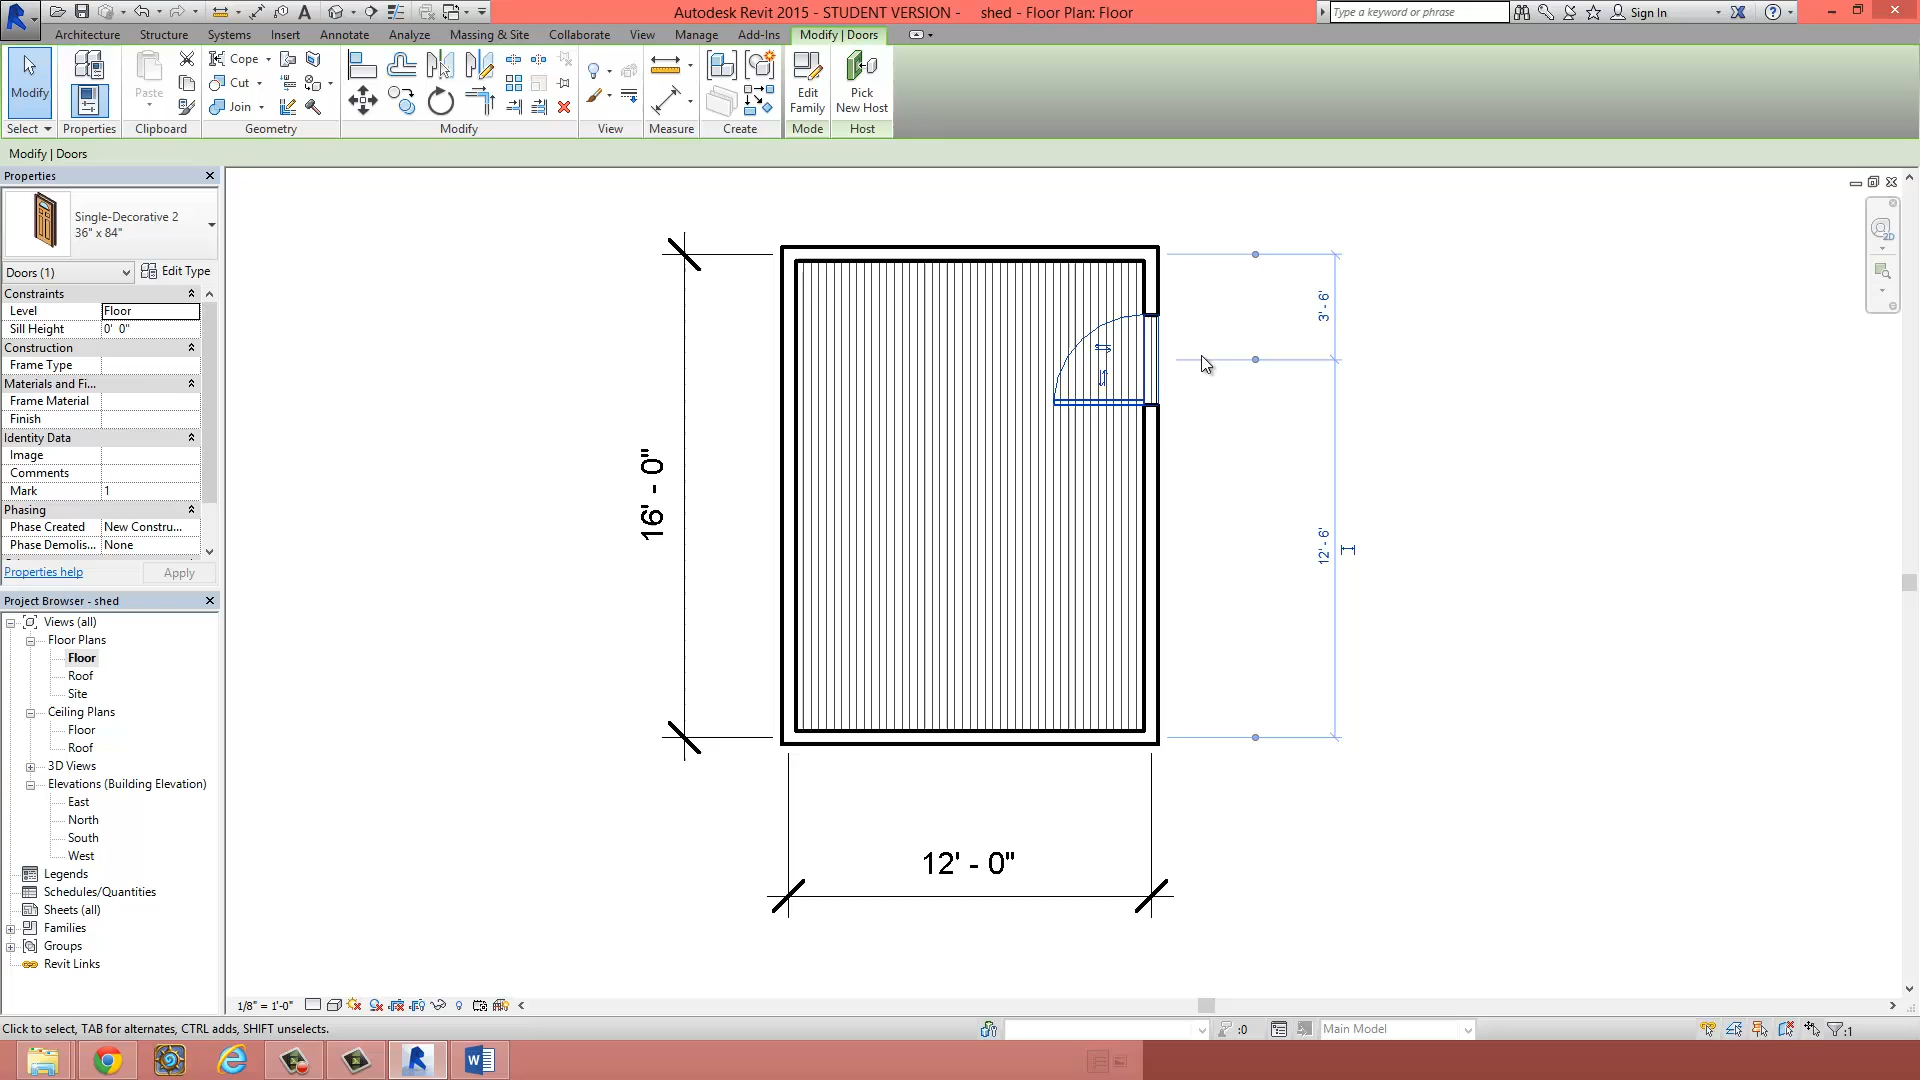 Autodesk Revit 2015 - STUDENT VERSION - shed - Floor Plan: Floor
Type a keyword or phrase
Sign In
Architecture Structure Systems Insert Annotate Analyze Massing & Site Collaborate View Manage Add-Ins Modify | Doors
Modify
Paste
Cope
Cut
Join
Edit Family
Pick New Host
Select Properties Clipboard Geometry Modify View Measure Create Mode Host
Modify | Doors
Properties
Single-Decorative 2
36" x 84"
Doors (1) Edit Type
Constraints
Level Floor
Sill Height 0' 0"
Construction
Frame Type
Materials and Fi...
Frame Material
Finish
Identity Data
Image
Comments
Mark 1
Phasing
Phase Created New Constru...
Phase Demolis... None
Properties help Apply
Project Browser - shed
Views (all)
Floor Plans
Floor
Roof
Site
Ceiling Plans
Floor
Roof
3D Views
Elevations (Building Elevation)
East
North
South
West
Legends
Schedules/Quantities
Sheets (all)
Families
Groups
Revit Links
16' - 0"
12' - 0"
3' - 6"
12' - 6"
2D
1/8" = 1'-0"
Click to select, TAB for alternates, CTRL adds, SHIFT unselects.
:0
Main Model
:1